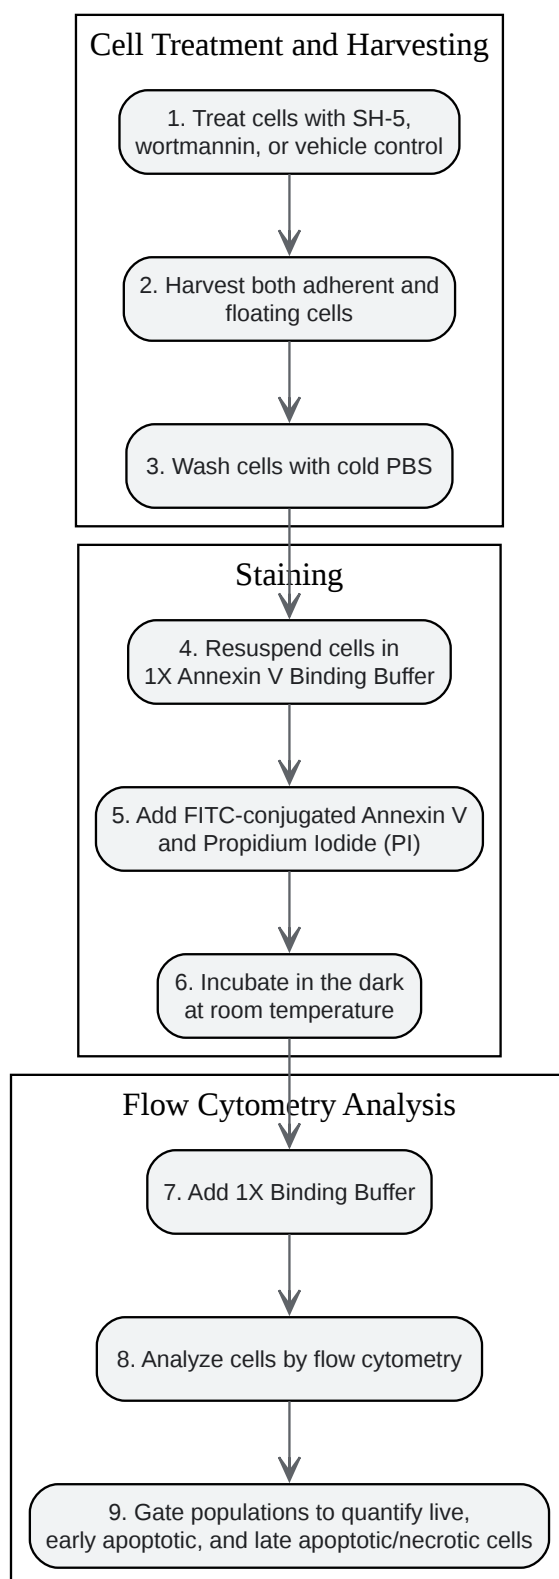 Cell Treatment and Harvesting
1. Treat cells with SH-5,
wortmannin, or vehicle control
2. Harvest both adherent and
floating cells
3. Wash cells with cold PBS
Staining
4. Resuspend cells in
1X Annexin V Binding Buffer
5. Add FITC-conjugated Annexin V
and Propidium Iodide (PI)
6. Incubate in the dark
at room temperature
Flow Cytometry Analysis
7. Add 1X Binding Buffer
8. Analyze cells by flow cytometry
9. Gate populations to quantify live,
early apoptotic, and late apoptotic/necrotic cells